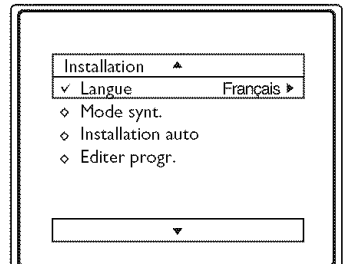 Installation
Langue Français
Mode synt.
Installation auto
Editer progr.